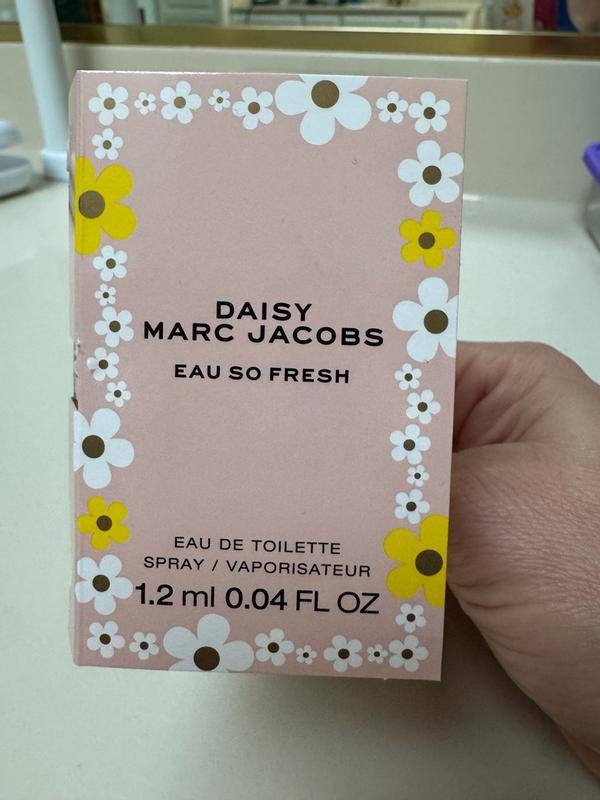 DAISY
MARC JACOBS
EAU SO FRESH
EAU DE TOILETTE
SPRAY / VAPORISATEUR
1.2 ml 0.04 FL OZ